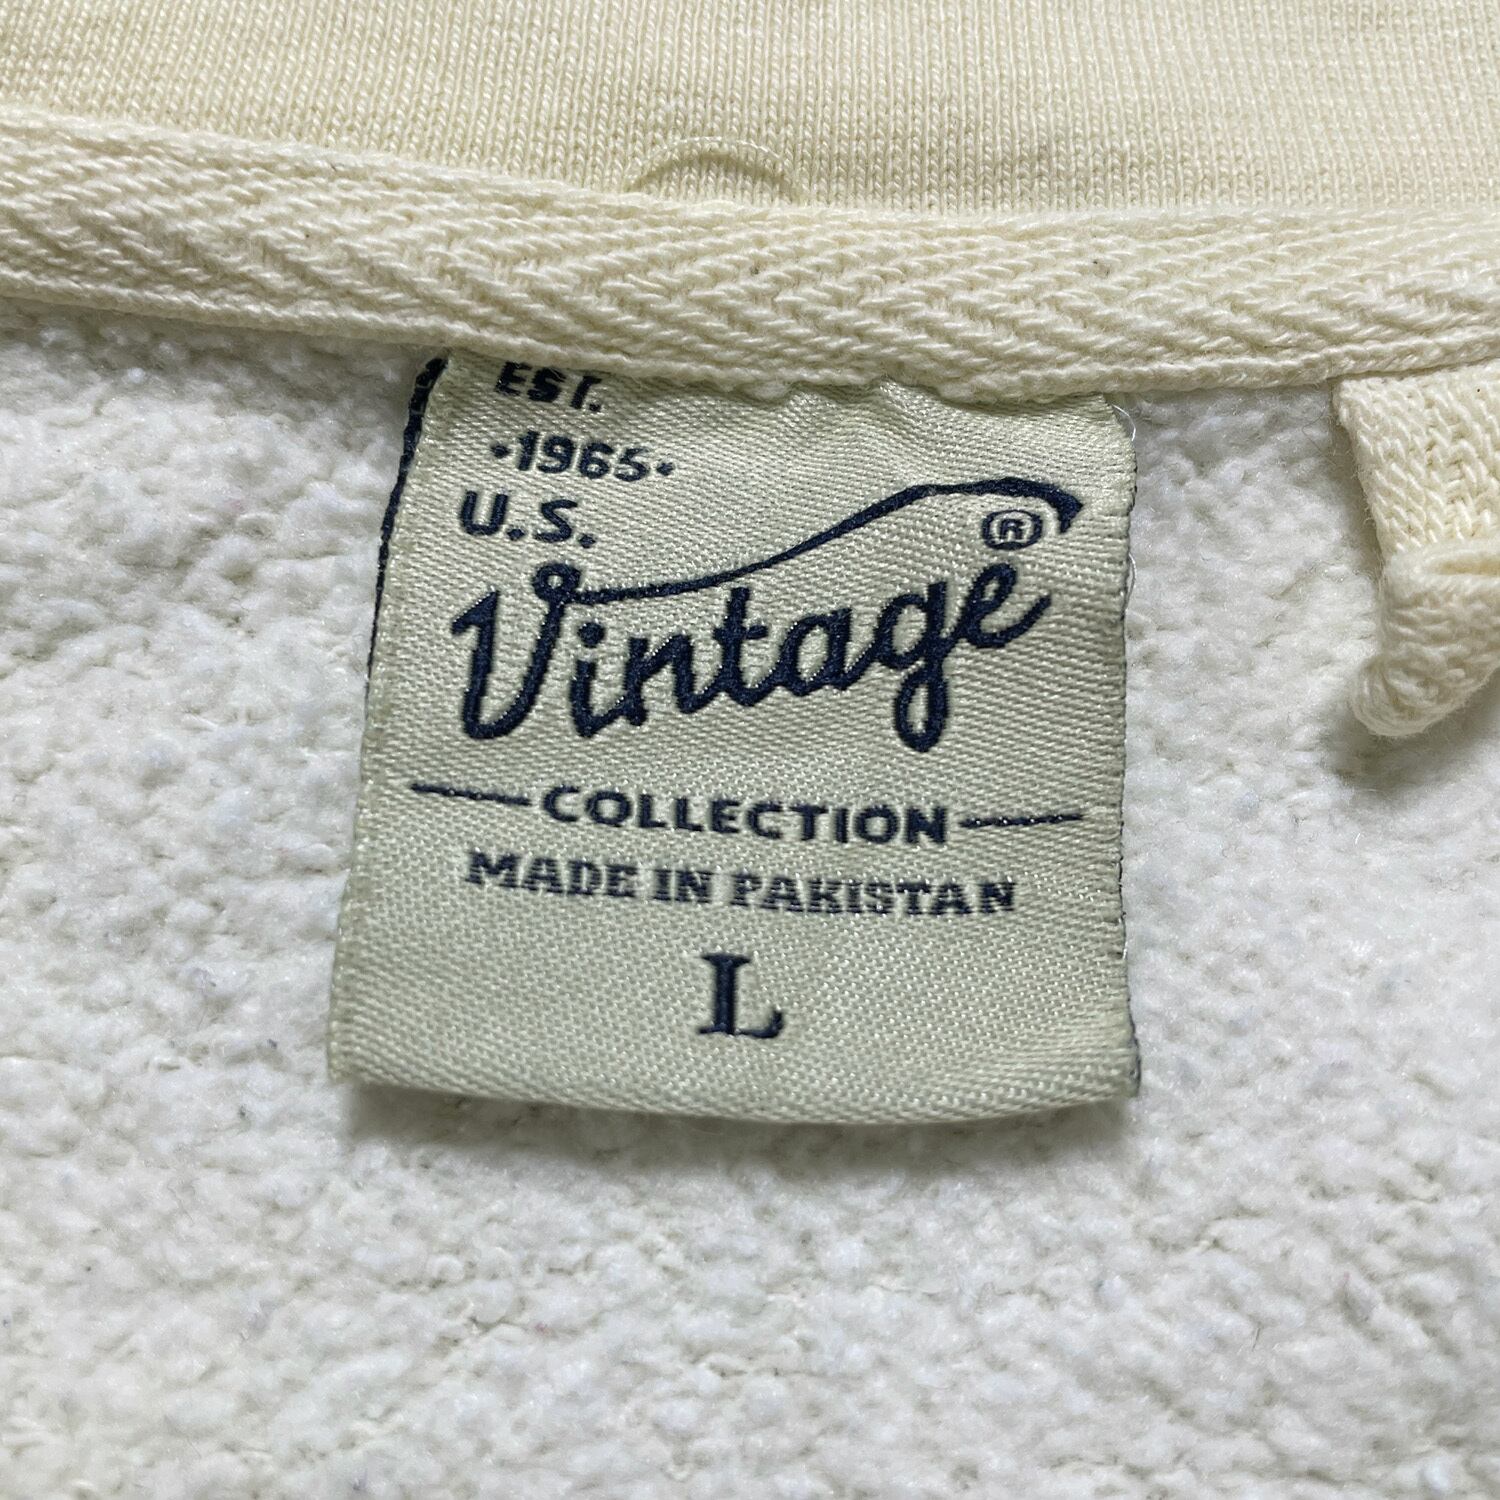 EST.
·1965·
U.S.
Vintage ®
COLLECTION
MADE IN PAKISTAN
L